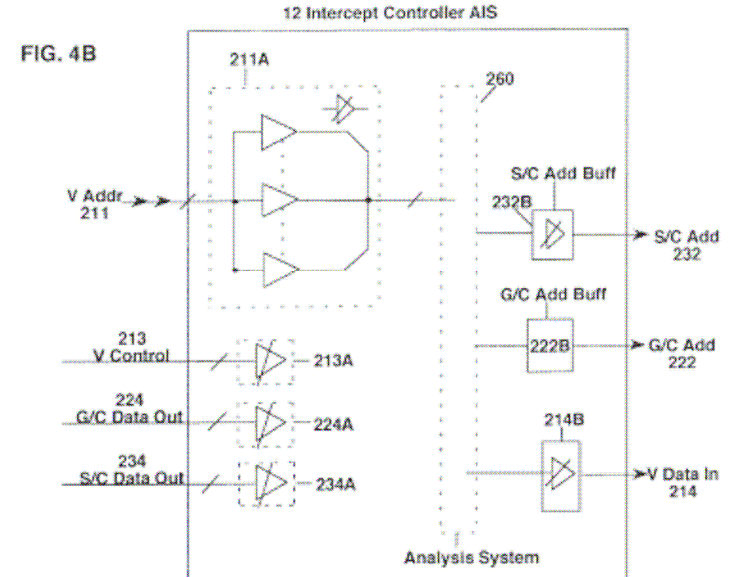 12 Intercept Controller AIS
FIG. 4B
211A
260
V Addr
211
S/C Add Buff
232B
S/C Add
232
G/C Add Buff
222B
G/C Add
222
213
V Control
213A
224
G/C Data Out
224A
234
S/C Data Out
234A
214B
V Data In
214
Analysis System